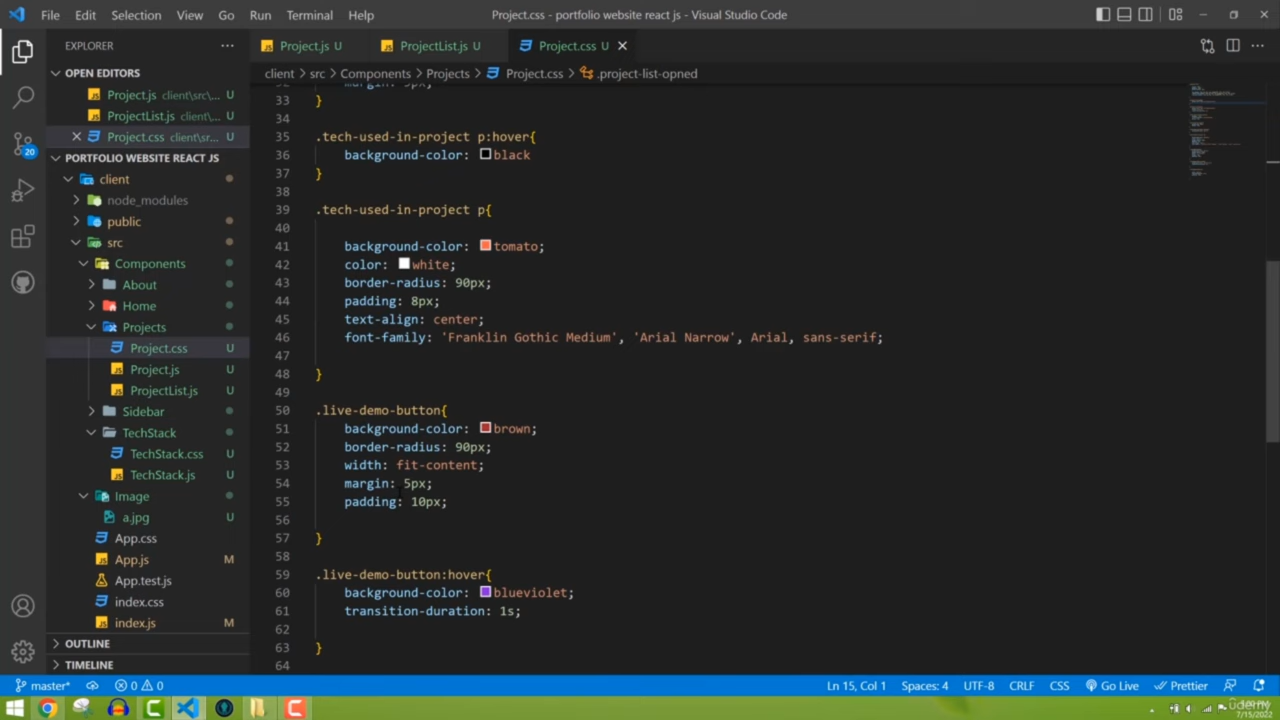 File Edit Selection View Go Run Terminal Help
Project.css - portfolio website react js - Visual Studio Code
EXPLORER
OPEN EDITORS
Project.js client\src\... U
ProjectList.js client\... U
Project.css client\sr... U
PORTFOLIO WEBSITE REACT JS
client
node_modules
public
src
Components
About
Home
Projects
Project.css U
Project.js U
ProjectList.js U
Sidebar
TechStack
TechStack.css U
TechStack.js U
Image
a.jpg U
App.css
App.js M
App.test.js
index.css
index.js M
OUTLINE
TIMELINE
20
Project.js U ProjectList.js U Project.css U
client > src > Components > Projects > Project.css > .project-list-opned
32 margin: 5px;
33 }
34
35 .tech-used-in-project p:hover{
36 background-color: black
37 }
38
39 .tech-used-in-project p{
40
41 background-color: tomato;
42 color: white;
43 border-radius: 90px;
44 padding: 8px;
45 text-align: center;
46 font-family: 'Franklin Gothic Medium', 'Arial Narrow', Arial, sans-serif;
47
48 }
49
50 .live-demo-button{
51 background-color: brown;
52 border-radius: 90px;
53 width: fit-content;
54 margin: 5px;
55 padding: 10px;
56
57 }
58
59 .live-demo-button:hover{
60 background-color: blueviolet;
61 transition-duration: 1s;
62
63 }
64
master* 0 0 Ln 15, Col 1 Spaces: 4 UTF-8 CRLF CSS Go Live Prettier
udemy
7/15/2022